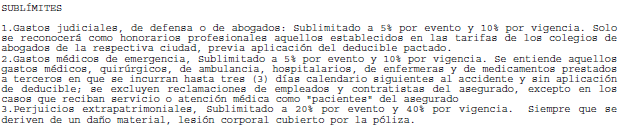 SUBLÍMITES
1.Gastos judiciales, de defensa o de abogados: Sublimitado a 5% por evento y 10% por vigencia. Solo
se reconocerá como honorarios profesionales aquellos establecidos en las tarifas de los colegios de
abogados de la respectiva ciudad, previa aplicación del deducible pactado.
2.Gastos médicos de emergencia, Sublimitado a 5% por evento y 10% por vigencia. Se entiende aquellos
gastos médicos, quirúrgicos, de ambulancia, hospitalarios, de enfermeras y de medicamentos prestados
a terceros en que se incurran hasta tres (3) días calendario siguientes al accidente y sin aplicación
de deducible; se excluyen reclamaciones de empleados y contratistas del asegurado, excepto en los
casos que reciban servicio o atención médica como "pacientes" del asegurado
3.Perjuicios extrapatrimoniales, Sublimitado a 20% por evento y 40% por vigencia. Siempre que se
deriven de un daño material, lesión corporal cubierto por la póliza.